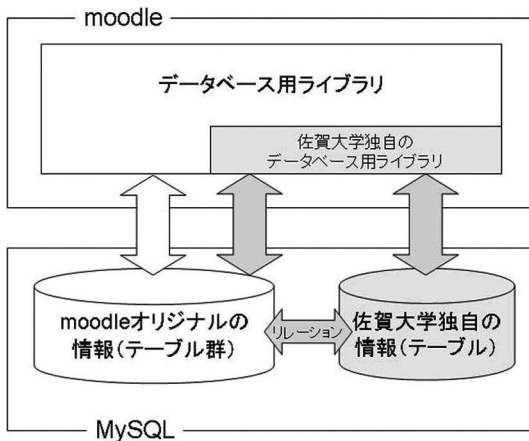 moodle
データベース用ライブラリ
佐賀大学独自の
データベース用ライブラリ
moodleオリジナルの
情報(テーブル群)
リレーション
佐賀大学独自の
情報(テーブル)
MySQL